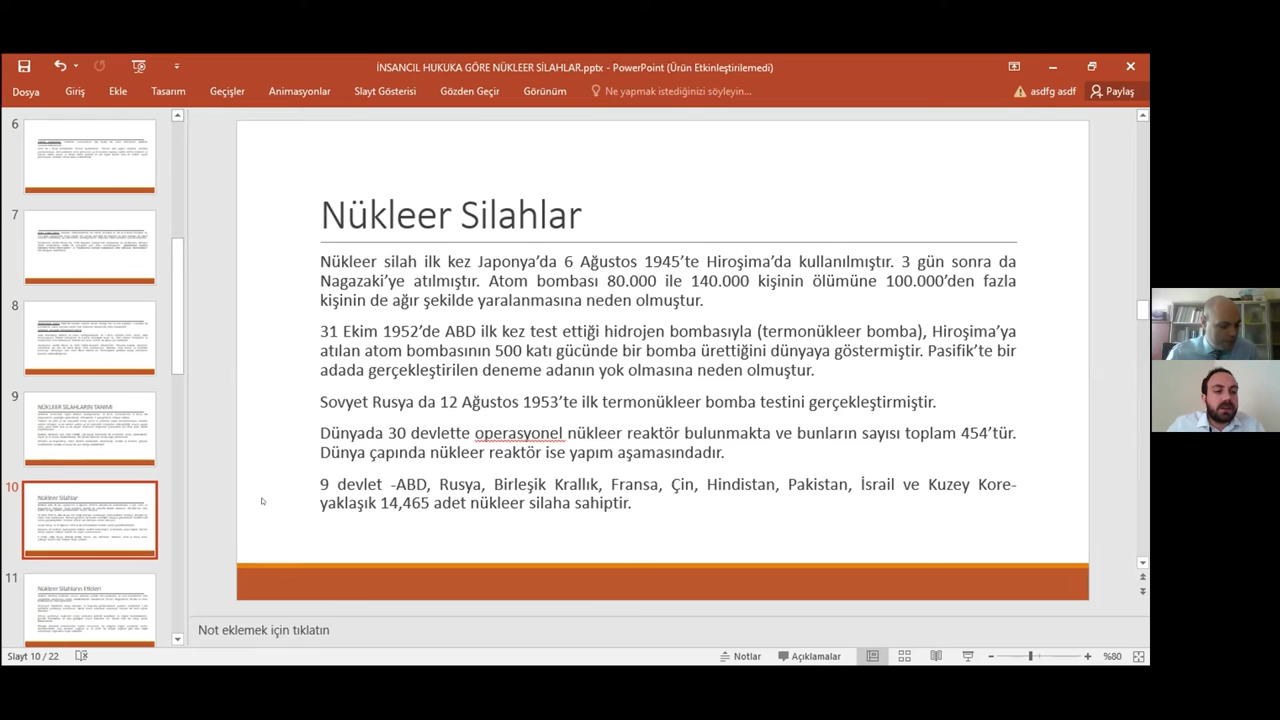 İNSANCIL HUKUKA GÖRE NÜKLEER SİLAHLAR.pptx - PowerPoint (Ürün Etkinleştirilemedi)
Dosya Giriş Ekle Tasarım Geçişler Animasyonlar Slayt Gösterisi Gözden Geçir Görünüm Ne yapmak istediğinizi söyleyin... asdfg asdf Paylaş
6
7
8
9
NÜKLEER SİLAHLARIN TANIMI
10
Nükleer Silahlar
11
Nükleer Silahların Etkileri
Nükleer Silahlar
Nükleer silah ilk kez Japonya’da 6 Ağustos 1945’te Hiroşima’da kullanılmıştır. 3 gün sonra da
Nagazaki’ye atılmıştır. Atom bombası 80.000 ile 140.000 kişinin ölümüne 100.000’den fazla
kişinin de ağır şekilde yaralanmasına neden olmuştur.
31 Ekim 1952’de ABD ilk kez test ettiği hidrojen bombasıyla (termonükleer bomba), Hiroşima’ya
atılan atom bombasının 500 katı gücünde bir bomba ürettiğini dünyaya göstermiştir. Pasifik’te bir
adada gerçekleştirilen deneme adanın yok olmasına neden olmuştur.
Sovyet Rusya da 12 Ağustos 1953’te ilk termonükleer bomba testini gerçekleştirmiştir.
Dünyada 30 devlette operasyonel nükleer reaktör bulunmakta ve bunların sayısı toplam 454’tür.
Dünya çapında nükleer reaktör ise yapım aşamasındadır.
9 devlet -ABD, Rusya, Birleşik Krallık, Fransa, Çin, Hindistan, Pakistan, İsrail ve Kuzey Kore-
yaklaşık 14,465 adet nükleer silaha sahiptir.
Not eklemek için tıklatın
Slayt 10 / 22 Notlar Açıklamalar %80